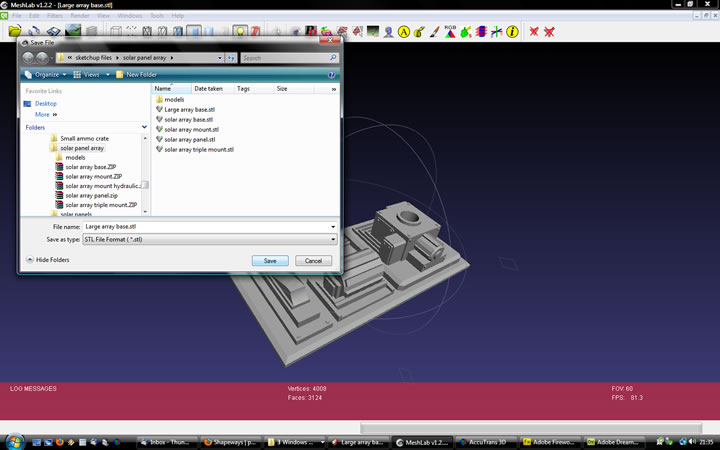 MeshLab v1.2.2 - [Large array base.stl]
File Edit Filters Render View Windows Tools Help
Save File
sketchup files solar panel array Search
Organize Views New Folder
Favorite Links
Desktop
More »
Folders
Small ammo crate
solar panel array
models
solar array base.ZIP
solar array mount.ZIP
solar array mount hydraulic...
solar array panel.zip
solar array triple mount.ZIP
solar panels
Name Date taken Tags Size »
models
Large array base.stl
solar array base.stl
solar array mount.stl
solar array panel.stl
solar array triple mount.stl
File name: Large array base.stl
Save as type: STL File Format ( *.stl)
Hide Folders Save Cancel
LOG MESSAGES
Vertices: 4008
Faces: 3124
FOV: 60
FPS: 81.3
Inbox - Thun... Shapeways | p... 3 Windows ... Large array ba... MeshLab v1.2.... AccuTrans 3D Adobe Firewo... Adobe Dream... 21:35